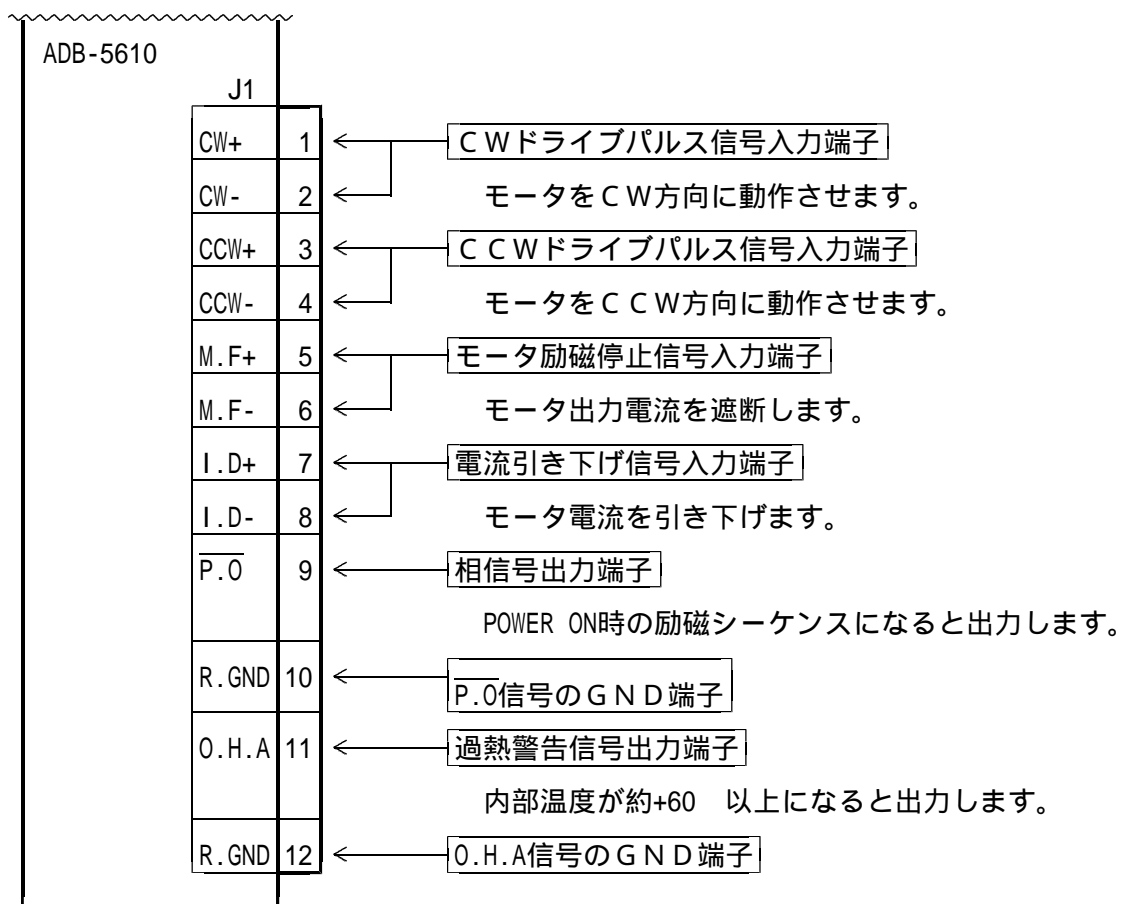 ADB-5610
J1
CW+ 1 CWドライブパルス信号入力端子
CW- 2 モータをCW方向に動作させます。
CCW+ 3 CCWドライブパルス信号入力端子
CCW- 4 モータをCCW方向に動作させます。
M.F+ 5 モータ励磁停止信号入力端子
M.F- 6 モータ出力電流を遮断します。
I.D+ 7 電流引き下げ信号入力端子
I.D- 8 モータ電流を引き下げます。
P.O 9 相信号出力端子
POWER ON時の励磁シーケンスになると出力します。
R.GND 10 P.O信号のGND端子
O.H.A 11 過熱警告信号出力端子
内部温度が約+60 以上になると出力します。
R.GND 12 O.H.A信号のGND端子